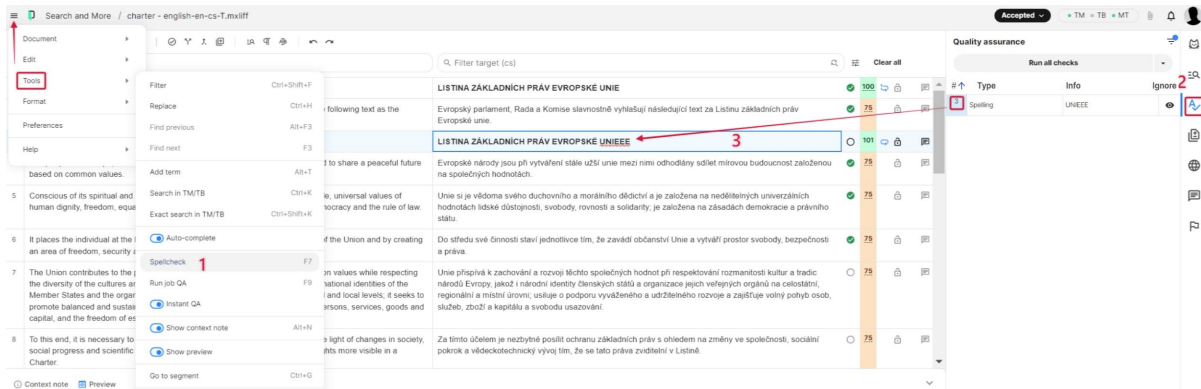 Search and More / charter - english-en-cs-T.mxliff
Accepted
TM TB MT
Document
Edit
Tools
Format
Preferences
Help
Filter Ctrl+Shift+F
Replace Ctrl+H
Find previous Alt+F3
Find next F3
Add term Alt+T
Search in TM/TB Ctrl+K
Exact search in TM/TB Ctrl+Shift+K
Auto-complete
Spellcheck 1 F7
Run job QA F9
Instant QA
Show context note Alt+N
Show preview
Go to segment Ctrl+G
Filter target (cs)
Clear all
LISTINA ZÁKLADNÍCH PRÁV EVROPSKÉ UNIE 100
following text as the
Evropský parlament, Rada a Komise slavnostně vyhlašují následující text za Listinu základních práv 75
Evropské unie.
LISTINA ZÁKLADNÍCH PRÁV EVROPSKÉ UNIEEE 3 101
d to share a peaceful future
based on common values.
Evropské národy jsou při vytváření stále užší unie mezi nimi odhodlány sdílet mírovou budoucnost založenou 75
na společných hodnotách.
5 Conscious of its spiritual and
human dignity, freedom, equa
le, universal values of
nocracy and the rule of law.
Unie si je vědoma svého duchovního a morálního dědictví a je založena na nedělitelných univerzálních 75
hodnotách lidské důstojnosti, svobody, rovnosti a solidarity; je založena na zásadách demokracie a právního
státu.
6 It places the individual at the
an area of freedom, security a
of the Union and by creating
Do středu své činnosti staví jednotlivce tím, že zavádí občanství Unie a vytváří prostor svobody, bezpečnosti 75
a práva.
7 The Union contributes to the p
the diversity of the cultures an
Member States and the organ
promote balanced and sustai
capital, and the freedom of es
on values while respecting
national identities of the
l and local levels; it seeks to
ersons, services, goods and
Unie přispívá k zachování a rozvoji těchto společných hodnot při respektování rozmanitosti kultur a tradic 75
národů Evropy, jakož i národní identity členských států a organizace jejich veřejných orgánů na celostátní,
regionální a místní úrovni; usiluje o podporu vyváženého a udržitelného rozvoje a zajišťuje volný pohyb osob,
služeb, zboží a kapitálu a svobodu usazování.
8 To this end, it is necessary to
social progress and scientific
Charter.
e light of changes in society,
ghts more visible in a
Za tímto účelem je nezbytné posílit ochranu základních práv s ohledem na změny ve společnosti, sociální 75
pokrok a vědeckotechnický vývoj tím, že se tato práva zviditelní v Listině.
Context note Preview
Quality assurance
Run all checks
# Type Info Ignore 2
3 Spelling UNIEEE